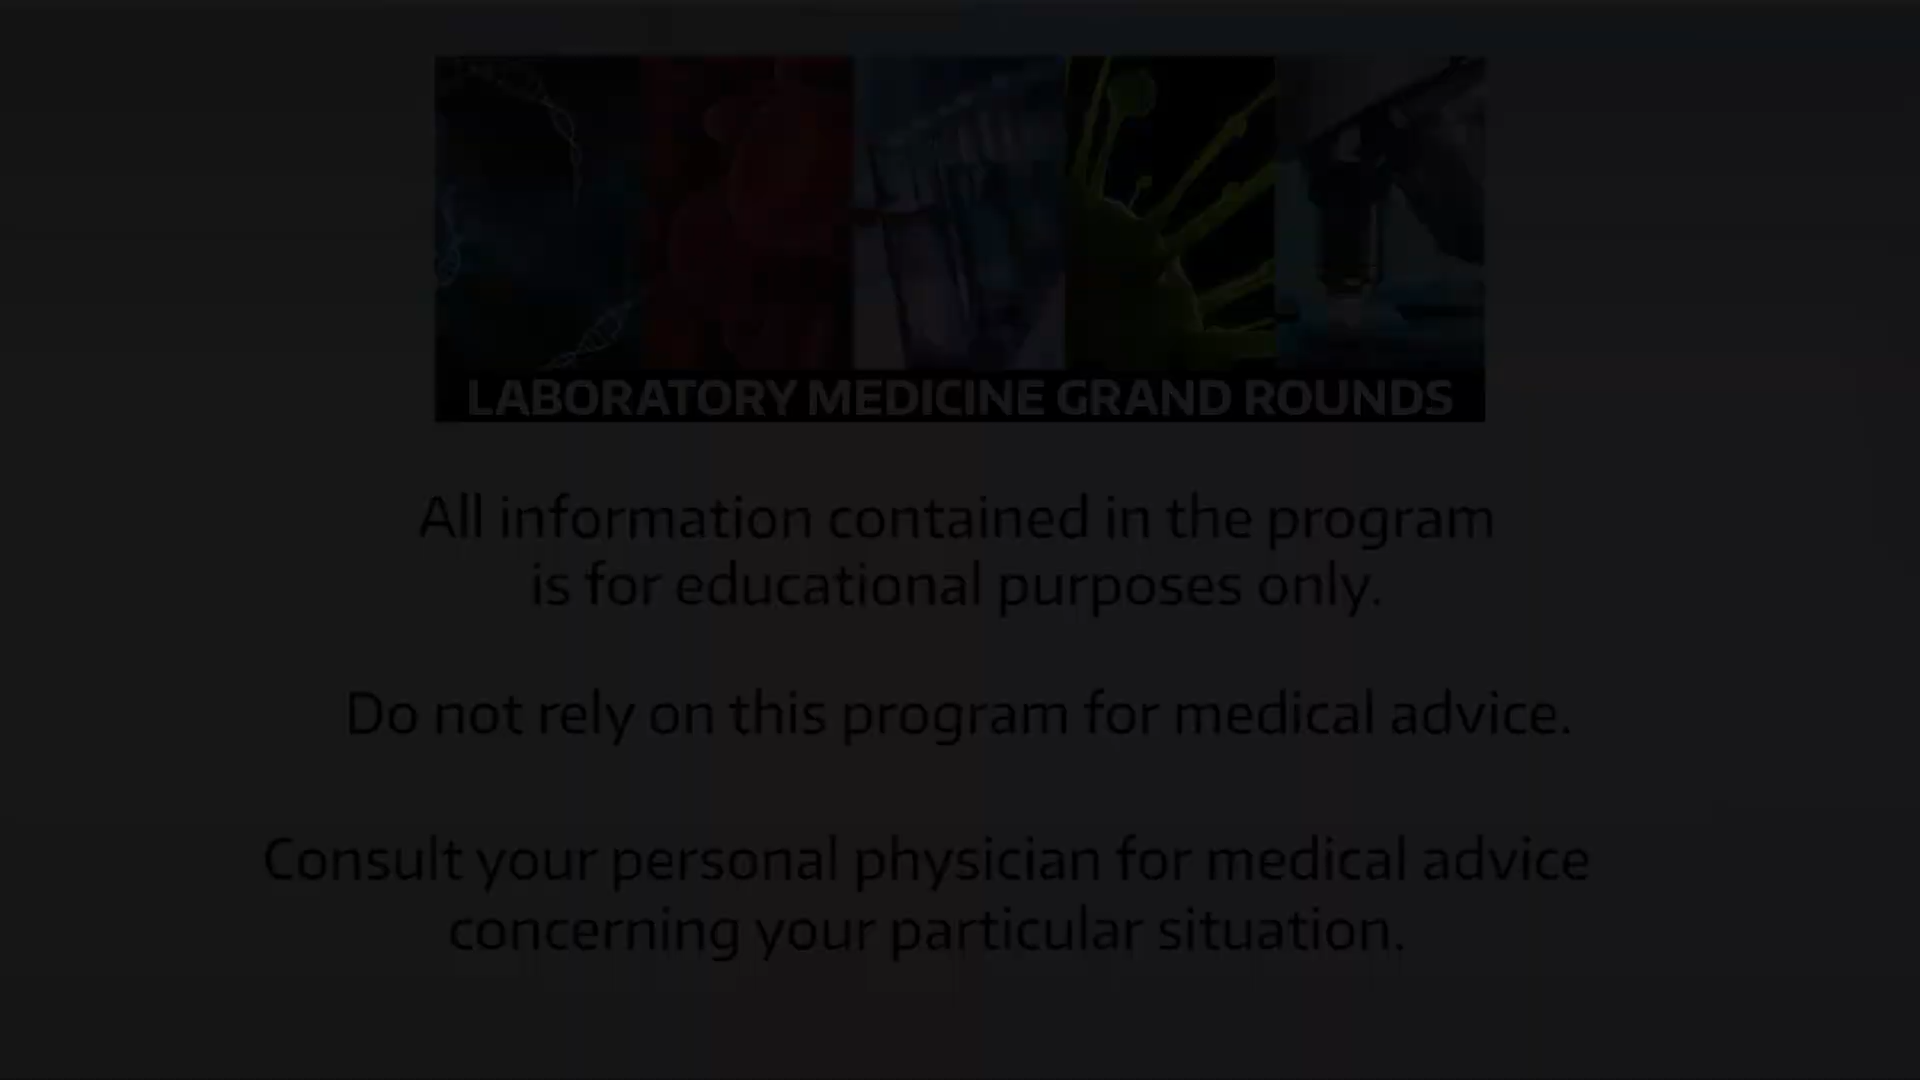 LABORATORY MEDICINE GRAND ROUNDS
All information contained in the program
is for educational purposes only.
Do not rely on this program for medical advice.
Consult your personal physician for medical advice
concerning your particular situation.